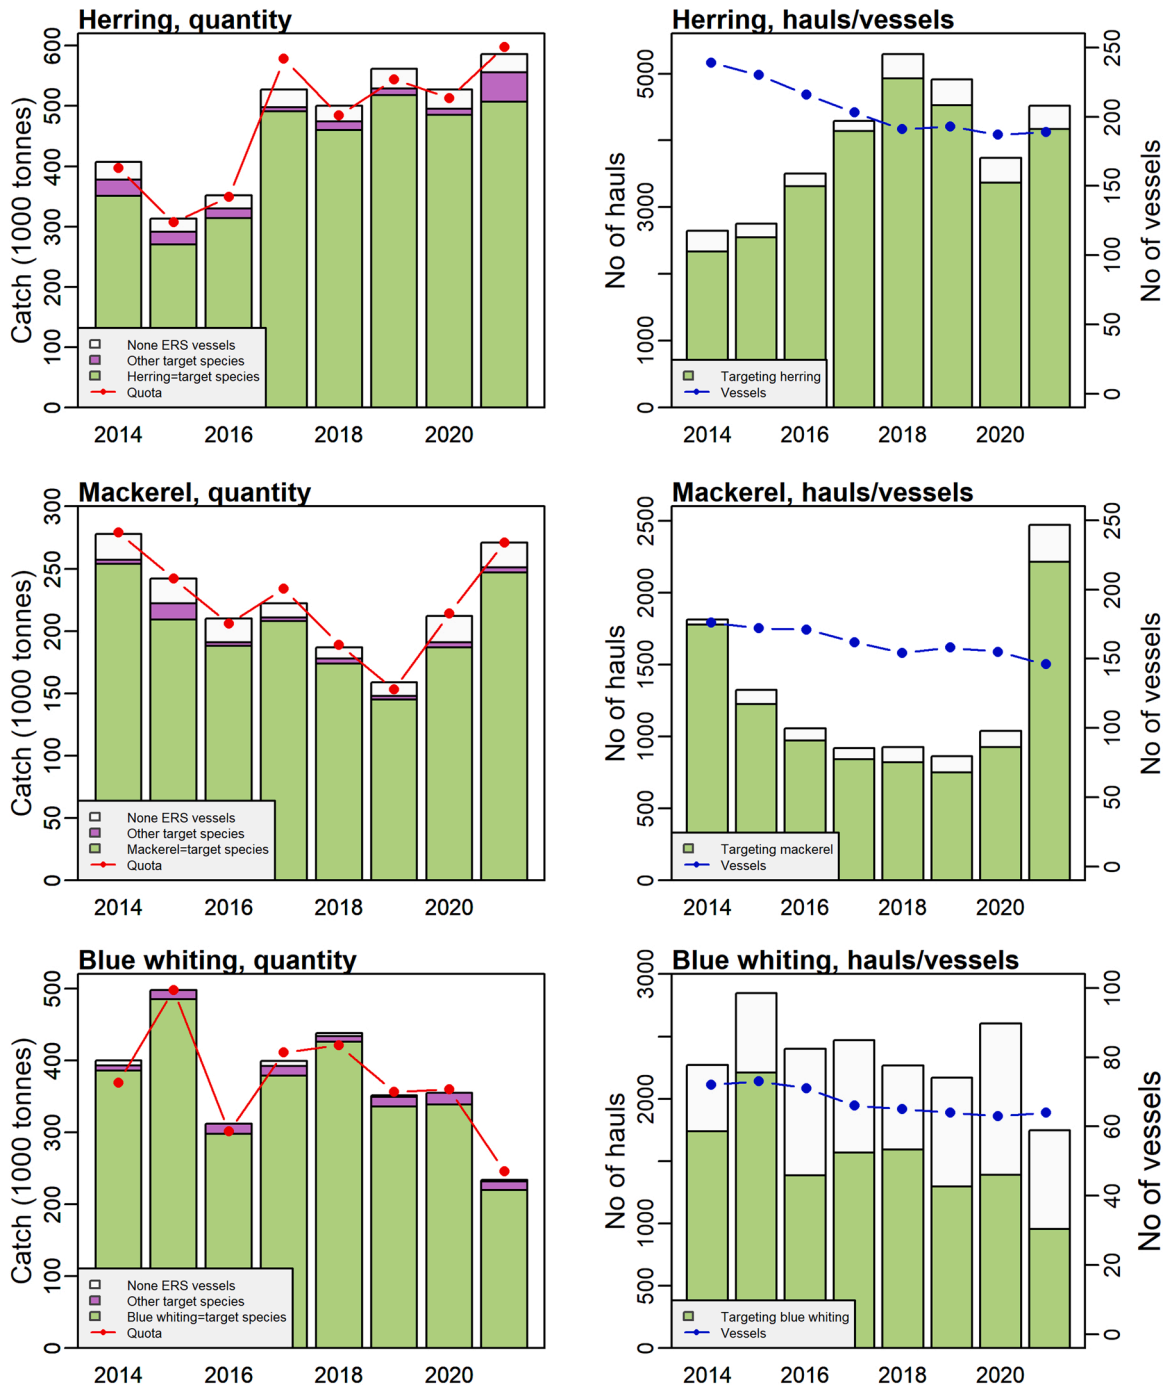 Herring, quantity
Catch (1000 tonnes)
600
500
400
300
200
100
0
None ERS vessels
Other target species
Herring=target species
Quota
2014 2016 2018 2020
Herring, hauls/vessels
No of hauls
5000
3000
1000
0
Targeting herring
Vessels
2014 2016 2018 2020
250
200
150
100
50
0
No of vessels
Mackerel, quantity
Catch (1000 tonnes)
300
250
200
150
100
50
0
None ERS vessels
Other target species
Mackerel=target species
Quota
2014 2016 2018 2020
Mackerel, hauls/vessels
No of hauls
2500
2000
1500
1000
500
0
Targeting mackerel
Vessels
2014 2016 2018 2020
250
200
150
100
50
0
No of vessels
Blue whiting, quantity
Catch (1000 tonnes)
500
400
300
200
100
0
None ERS vessels
Other target species
Blue whiting=target species
Quota
2014 2016 2018 2020
Blue whiting, hauls/vessels
No of hauls
3000
2000
1000
500
0
Targeting blue whiting
Vessels
2014 2016 2018 2020
100
80
60
40
20
0
No of vessels